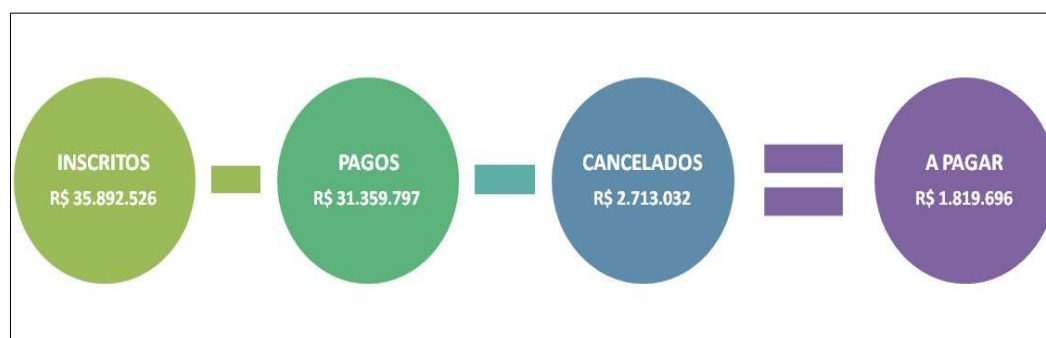 INSCRITOS
R$ 35.892.526
PAGOS
R$ 31.359.797
CANCELADOS
R$ 2.713.032
A PAGAR
R$ 1.819.696